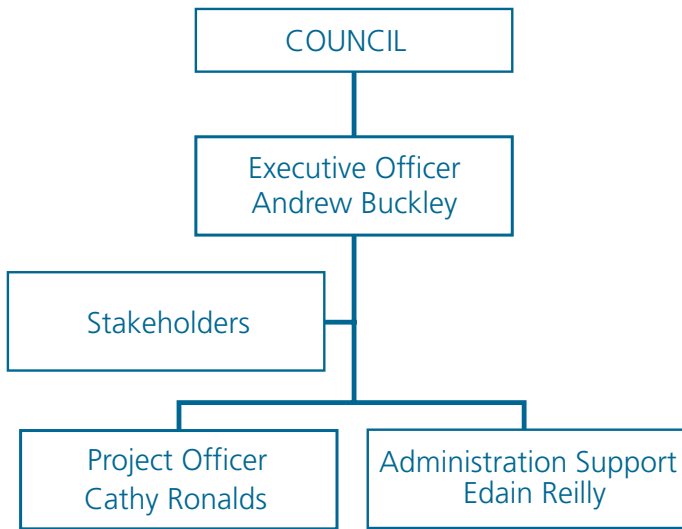 COUNCIL
Executive Officer
Andrew Buckley
Stakeholders
Project Officer
Cathy Ronalds
Administration Support
Edain Reilly